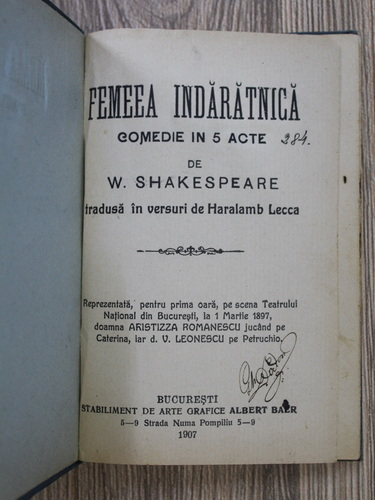 FEMEEA INDĂRĂTNICĂ
COMEDIE IN 5 ACTE
284.
DE
W. SHAKESPEARE
tradusă în versuri de Haralamb Lecca
Reprezentată, pentru prima oară, pe scena Teatrului
Național din București, la 1 Martie 1897,
doamna ARISTIZZA ROMANESCU jucând pe
Caterina, iar d. V. LEONESCU pe Petruchio.
BUCUREȘTI
STABILIMENT DE ARTE GRAFICE ALBERT BAER
5—9 Strada Numa Pompiliu 5—9
1907